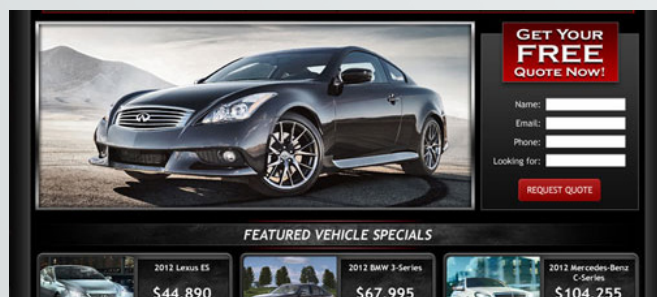 GET YOUR
FREE
QUOTE NOW!
Name:
Email:
Phone:
Looking for:
REQUEST QUOTE
FEATURED VEHICLE SPECIALS
2012 Lexus ES
$44,890
2012 BMW 3-Series
$67,995
2012 Mercedes-Benz
C-Series
$104,255